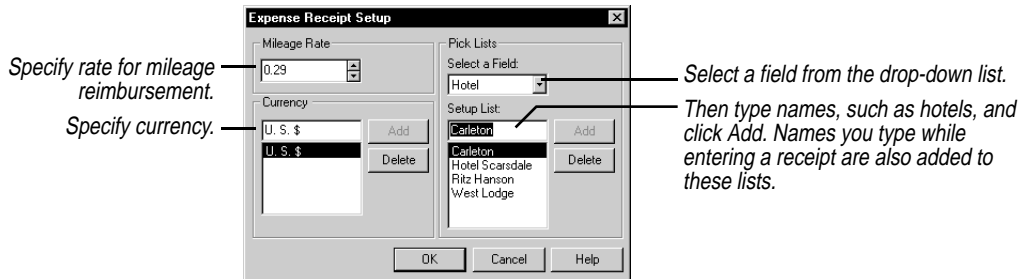 Expense Receipt Setup
Mileage Rate
0.29
Currency
U. S. $
Add
U. S. $
Delete
Pick Lists
Select a Field:
Hotel
Setup List:
Carleton
Add
Carleton
Hotel Scarsdale
Ritz Hanson
West Lodge
Delete
OK
Cancel
Help
Specify rate for mileage
reimbursement.
Specify currency.
Select a field from the drop-down list.
Then type names, such as hotels, and
click Add. Names you type while
entering a receipt are also added to
these lists.